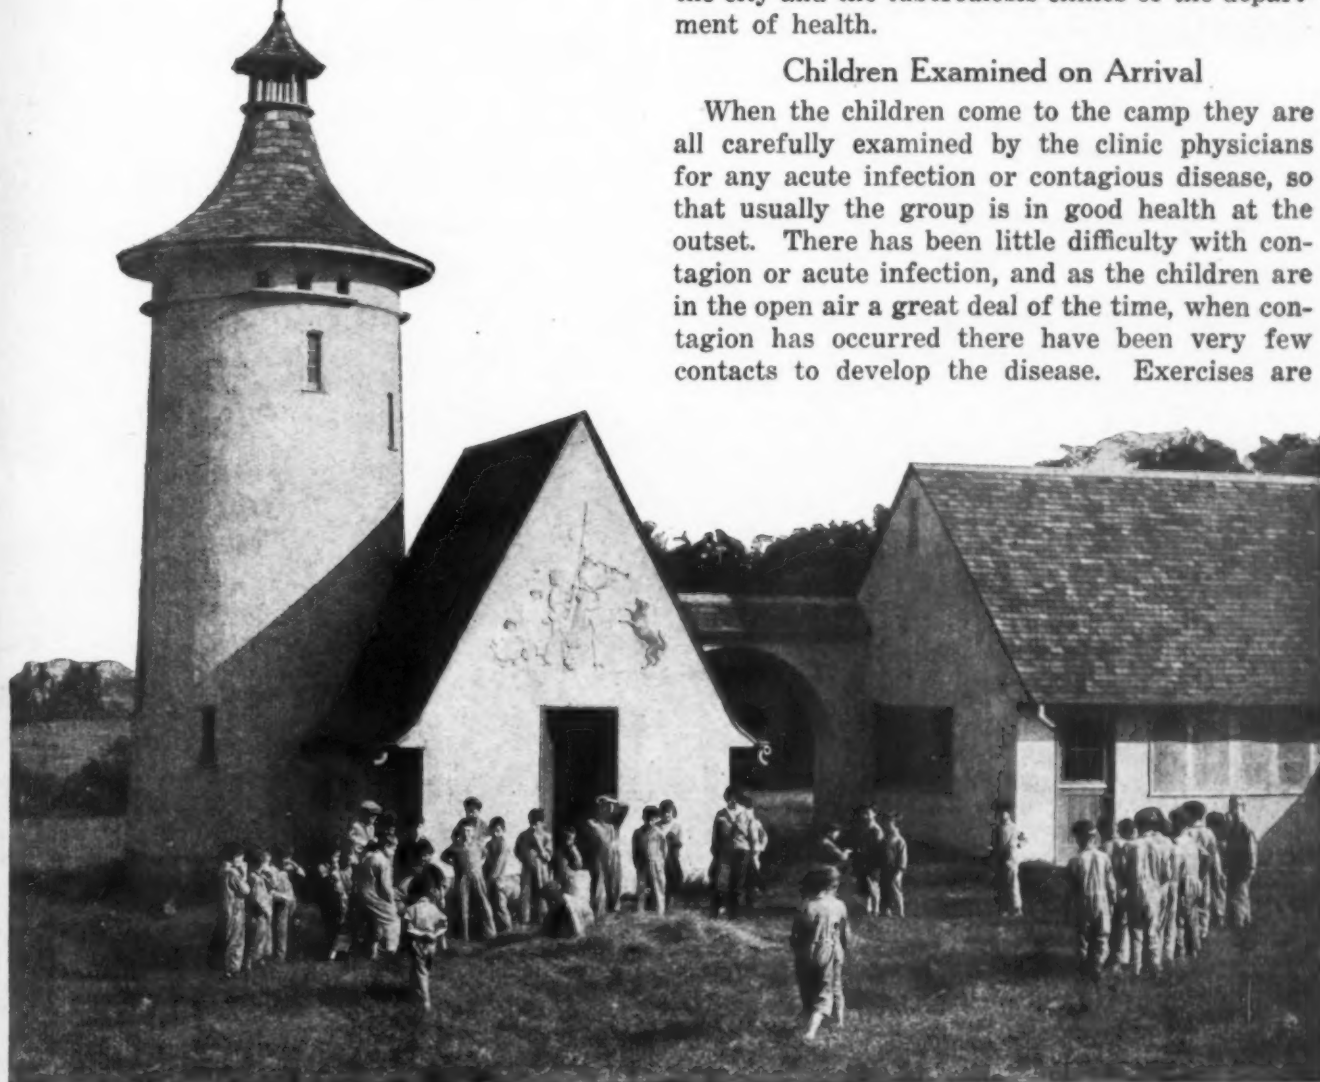 ment of health.
Children Examined on Arrival
When the children come to the camp they are
all carefully examined by the clinic physicians
for any acute infection or contagious disease, so
that usually the group is in good health at the
outset. There has been little difficulty with con-
tagion or acute infection, and as the children are
in the open air a great deal of the time, when con-
tagion has occurred there have been very few
contacts to develop the disease. Exercises are